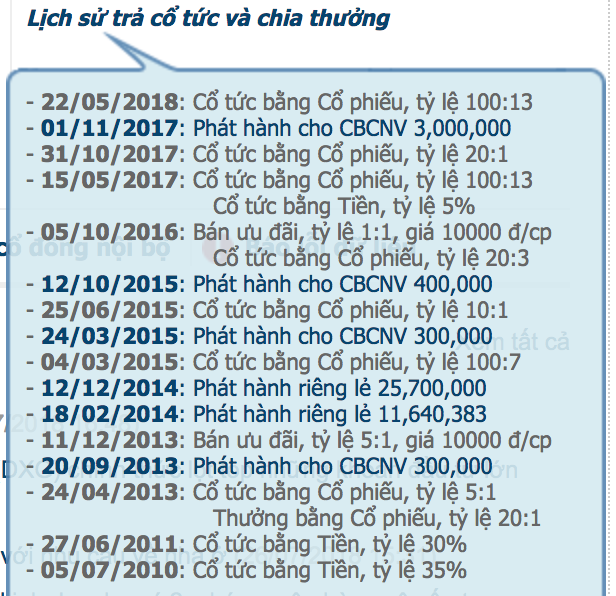 Lịch sử trả cổ tức và chia thưởng
- 22/05/2018: Cổ tức bằng Cổ phiếu, tỷ lệ 100:13
- 01/11/2017: Phát hành cho CBCNV 3,000,000
- 31/10/2017: Cổ tức bằng Cổ phiếu, tỷ lệ 20:1
- 15/05/2017: Cổ tức bằng Cổ phiếu, tỷ lệ 100:13
Cổ tức bằng Tiền, tỷ lệ 5%
- 05/10/2016: Bán ưu đãi, tỷ lệ 1:1, giá 10000 đ/cp
cổ đông nội bộ
Cổ tức bằng Cổ phiếu, tỷ lệ 20:3
- 12/10/2015: Phát hành cho CBCNV 400,000
- 25/06/2015: Cổ tức bằng Cổ phiếu, tỷ lệ 10:1
- 24/03/2015: Phát hành cho CBCNV 300,000
Xem tất cả
- 04/03/2015: Cổ tức bằng Cổ phiếu, tỷ lệ 100:7
- 12/12/2014: Phát hành riêng lẻ 25,700,000
- 18/02/2014: Phát hành riêng lẻ 11,640,383
- 11/12/2013: Bán ưu đãi, tỷ lệ 5:1, giá 10000 đ/cp
- 20/09/2013: Phát hành cho CBCNV 300,000
- 24/04/2013: Cổ tức bằng Cổ phiếu, tỷ lệ 5:1
Thưởng bằng Cổ phiếu, tỷ lệ 20:1
- 27/06/2011: Cổ tức bằng Tiền, tỷ lệ 30%
- 05/07/2010: Cổ tức bằng Tiền, tỷ lệ 35%